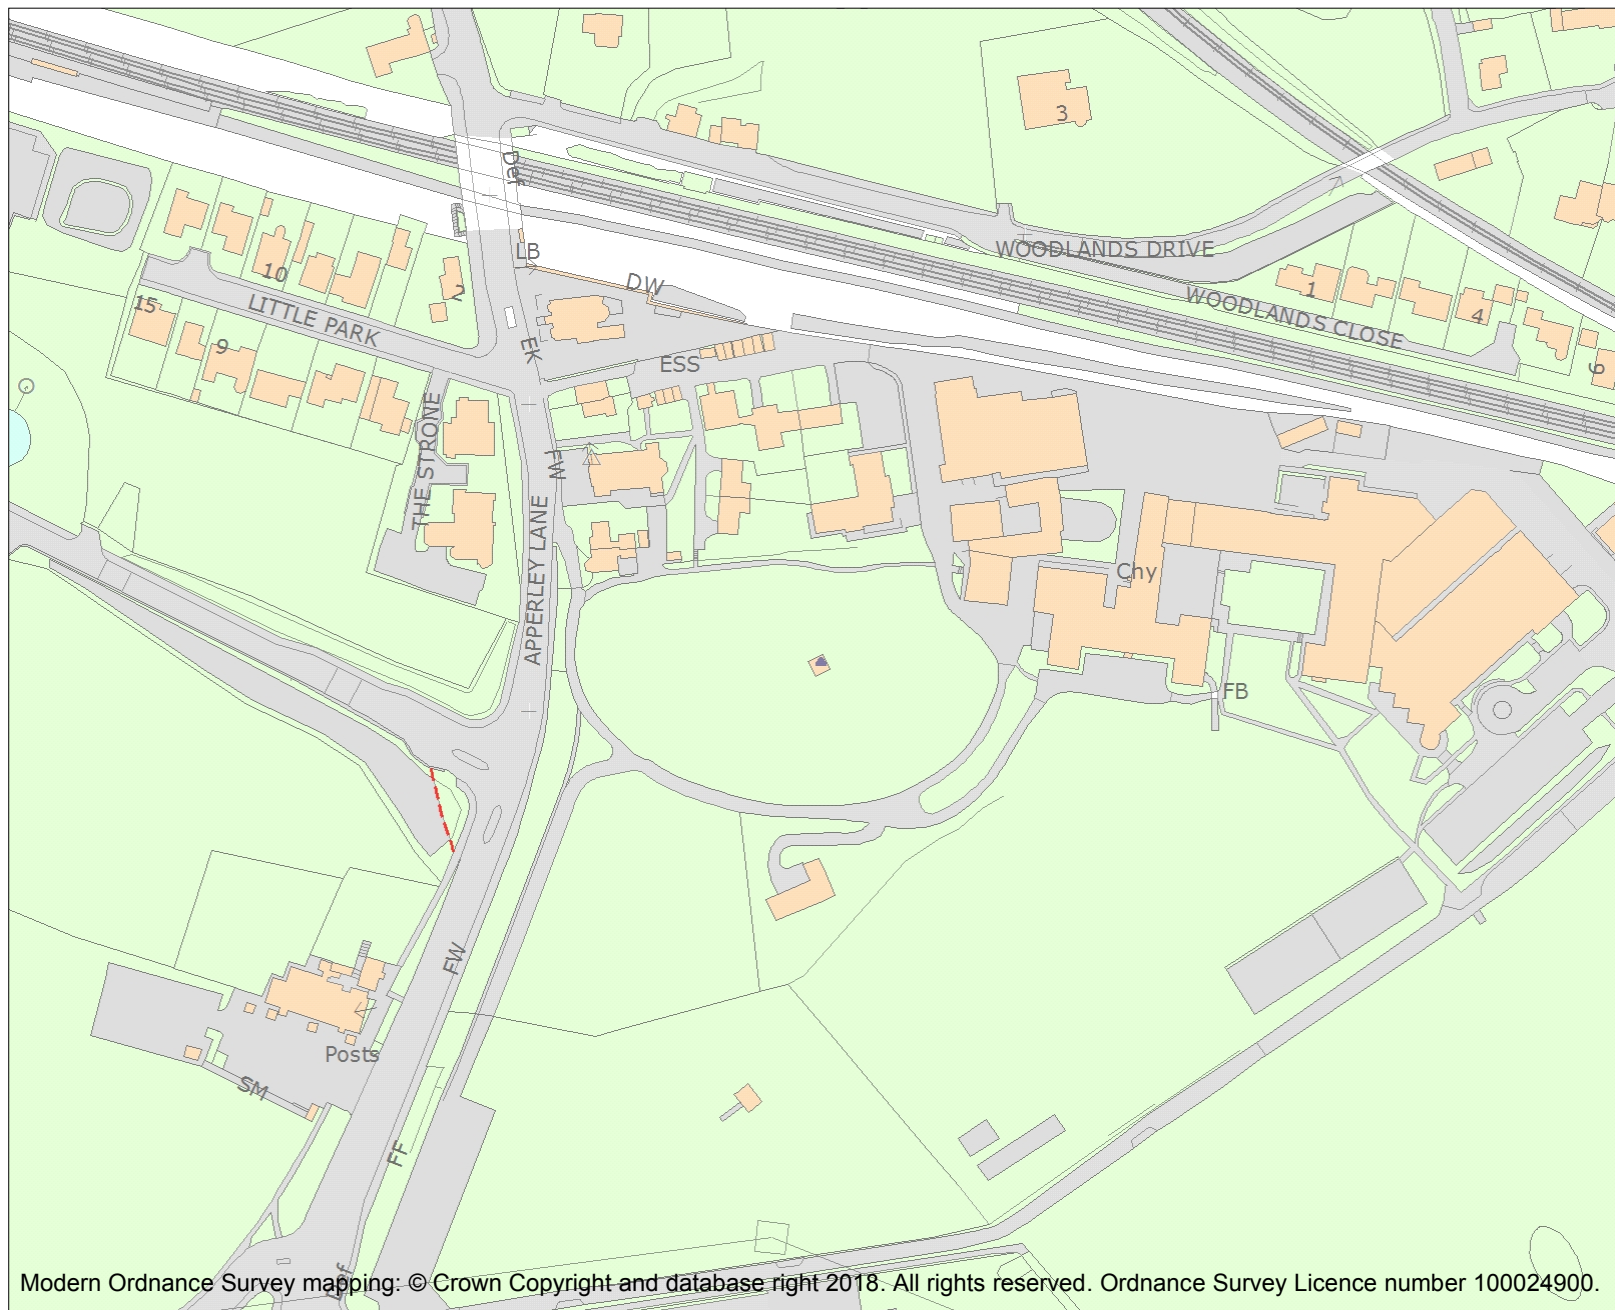 3
Def
WOODLANDS DRIVE
LB
DW
10
2
1
WOODLANDS CLOSE
4
15
LITTLE PARK
9
EK
ESS
9
THE STRONE
FW
APPERLEY LANE
Chy
FB
FW
Posts
SM
FF
Def
Modern Ordnance Survey mapping: © Crown Copyright and database right 2018. All rights reserved. Ordnance Survey Licence number 100024900.